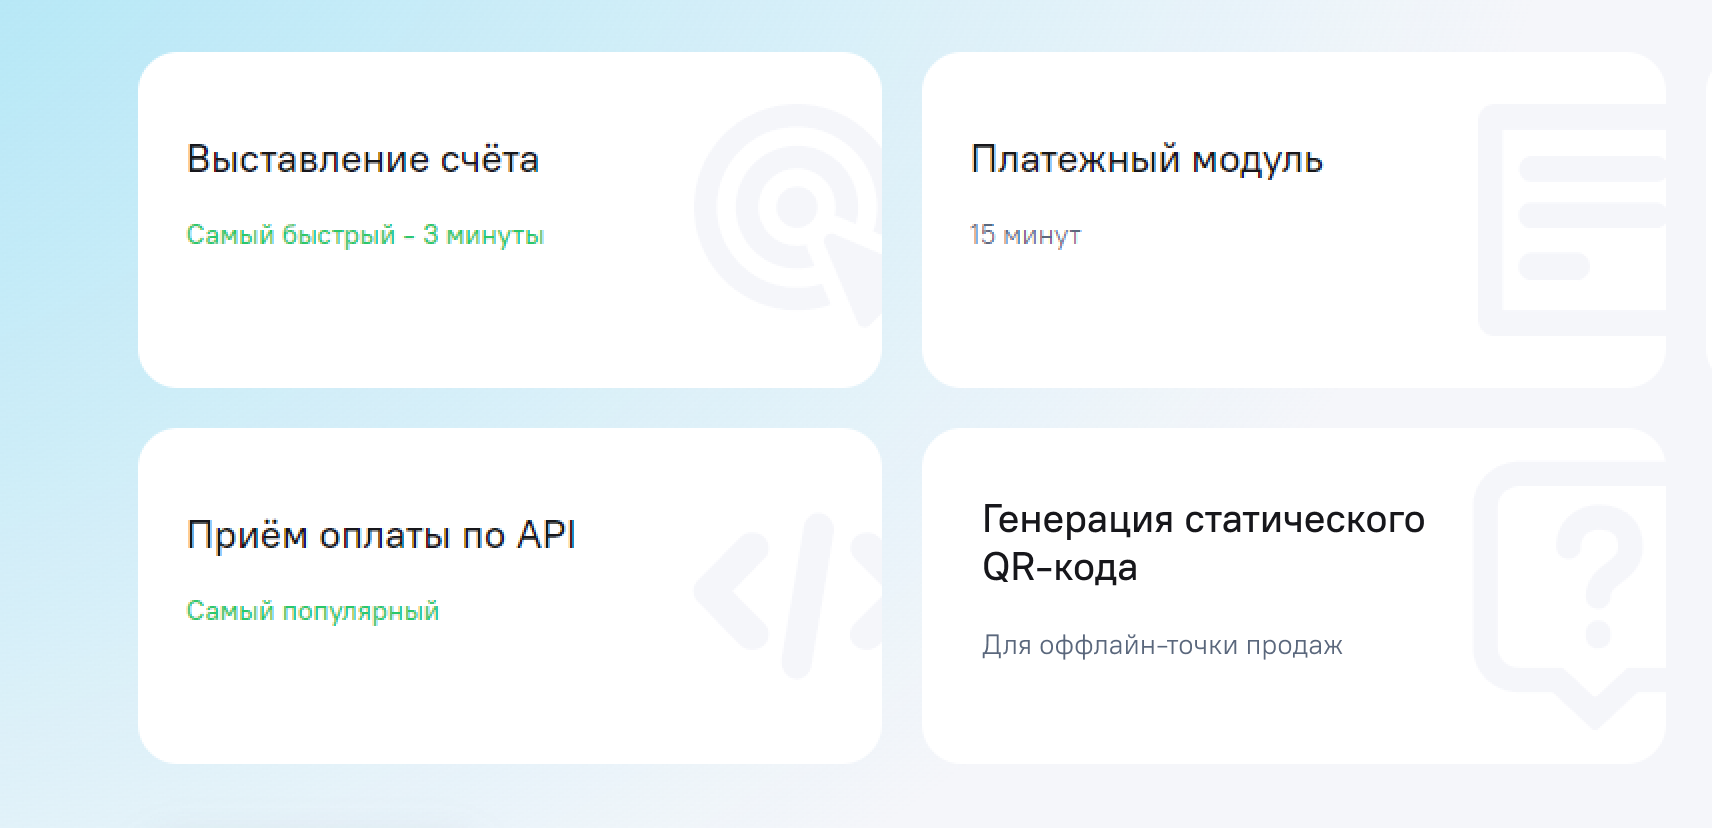 Выставление счёта
Самый быстрый - 3 минуты
Платежный модуль
15 минут
Приём оплаты по API
Самый популярный
Генерация статического
QR-кода
Для оффлайн-точки продаж